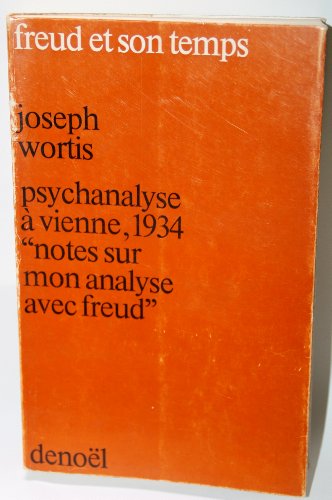 freud et son temps
joseph
wortis
psychanalyse
à vienne, 1934
“notes sur
mon analyse
avec freud”
denoël